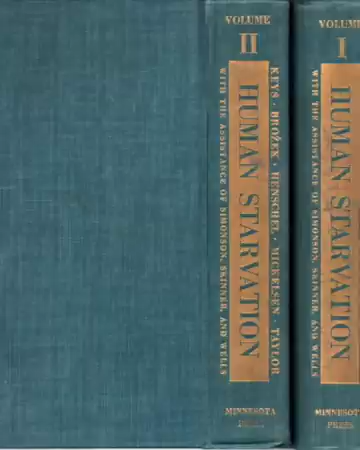 VOLUME
II
KEYS · BROŽEK · HENSCHEL · MICKELSEN · TAYLOR
HUMAN STARVATION
WITH THE ASSISTANCE OF SIMONSON, SKINNER, AND WELLS
MINNESOTA
PRESS
VOLUME
I
HUMAN STARVATION
WITH THE ASSISTANCE OF SIMONSON, SKINNER, AND WELLS
MINNESOTA
PRESS